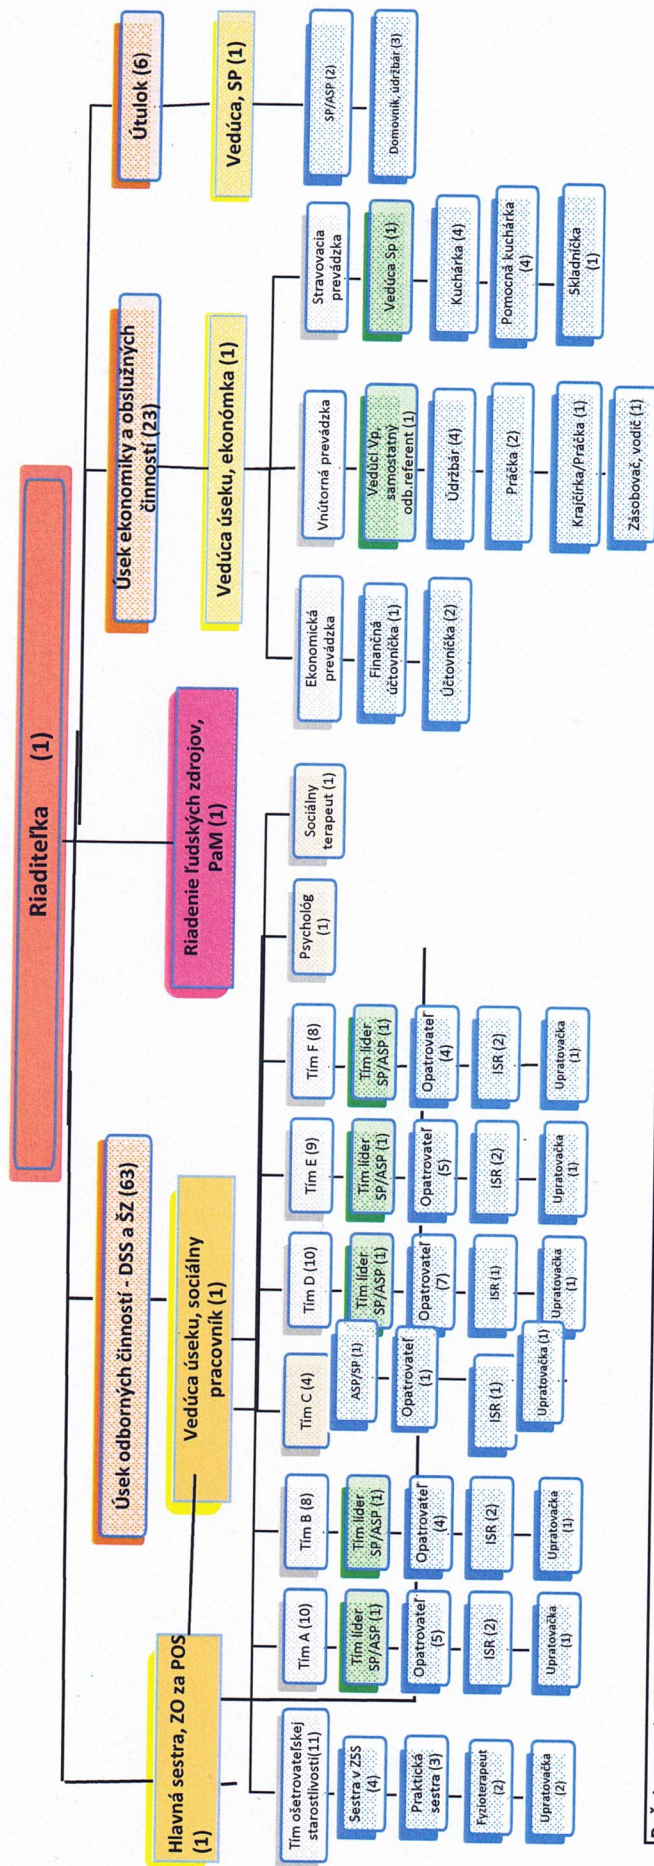 Riaditeľka (1)
Úsek odborných činností - DSS a ŠZ (63)
Riadenie ľudských zdrojov,
PaM (1)
Úsek ekonomiky a obslužných
činností (23)
Útulok (6)
Hlavná sestra, ZO za POS
(1)
Vedúca úseku, sociálny
pracovník (1)
Vedúca úseku, ekonómka (1)
Vedúca, SP (1)
Tím ošetrovateľskej
starostlivosti(11)
Sestra v ZSS
(4)
Praktická
sestra (3)
Fyzioterapeut
(2)
Upratovačka
(2)
Tím A (10)
Tím líder
SP/ASP (1)
Opatrovateľ
(5)
ISR (2)
Upratovačka
(1)
Tím B (8)
Tím líder
SP/ASP (1)
Opatrovateľ
(4)
ISR (2)
Upratovačka
(1)
Tím C (4)
ASP/SP (1)
Opatrovateľ
(1)
ISR (1)
Upratovačka (1)
Tím D (10)
Tím líder
SP/ASP (1)
Opatrovateľ
(7)
ISR (1)
Upratovačka
(1)
Tím E (9)
Tím líder
SP/ASP (1)
Opatrovateľ
(5)
ISR (2)
Upratovačka
(1)
Tím F (8)
Tím líder
SP/ASP (1)
Opatrovateľ
(4)
ISR (2)
Upratovačka
(1)
Psychológ
(1)
Sociálny
terapeut (1)
Ekonomická
prevádzka
Finančná
účtovníčka (1)
Účtovníčka (2)
Vnútorná prevádzka
Vedúci Vp,
samostatný
odb.referent (1)
Údržbár (4)
Práčka (2)
Krajčírka/Práčka (1)
Zásobovač, vodič (1)
Stravovacia
prevádzka
Vedúca Sp (1)
Kuchárka (4)
Pomocná kuchárka
(4)
Skladníčka
(1)
SP/ASP (2)
Domovník, udržbár (3)